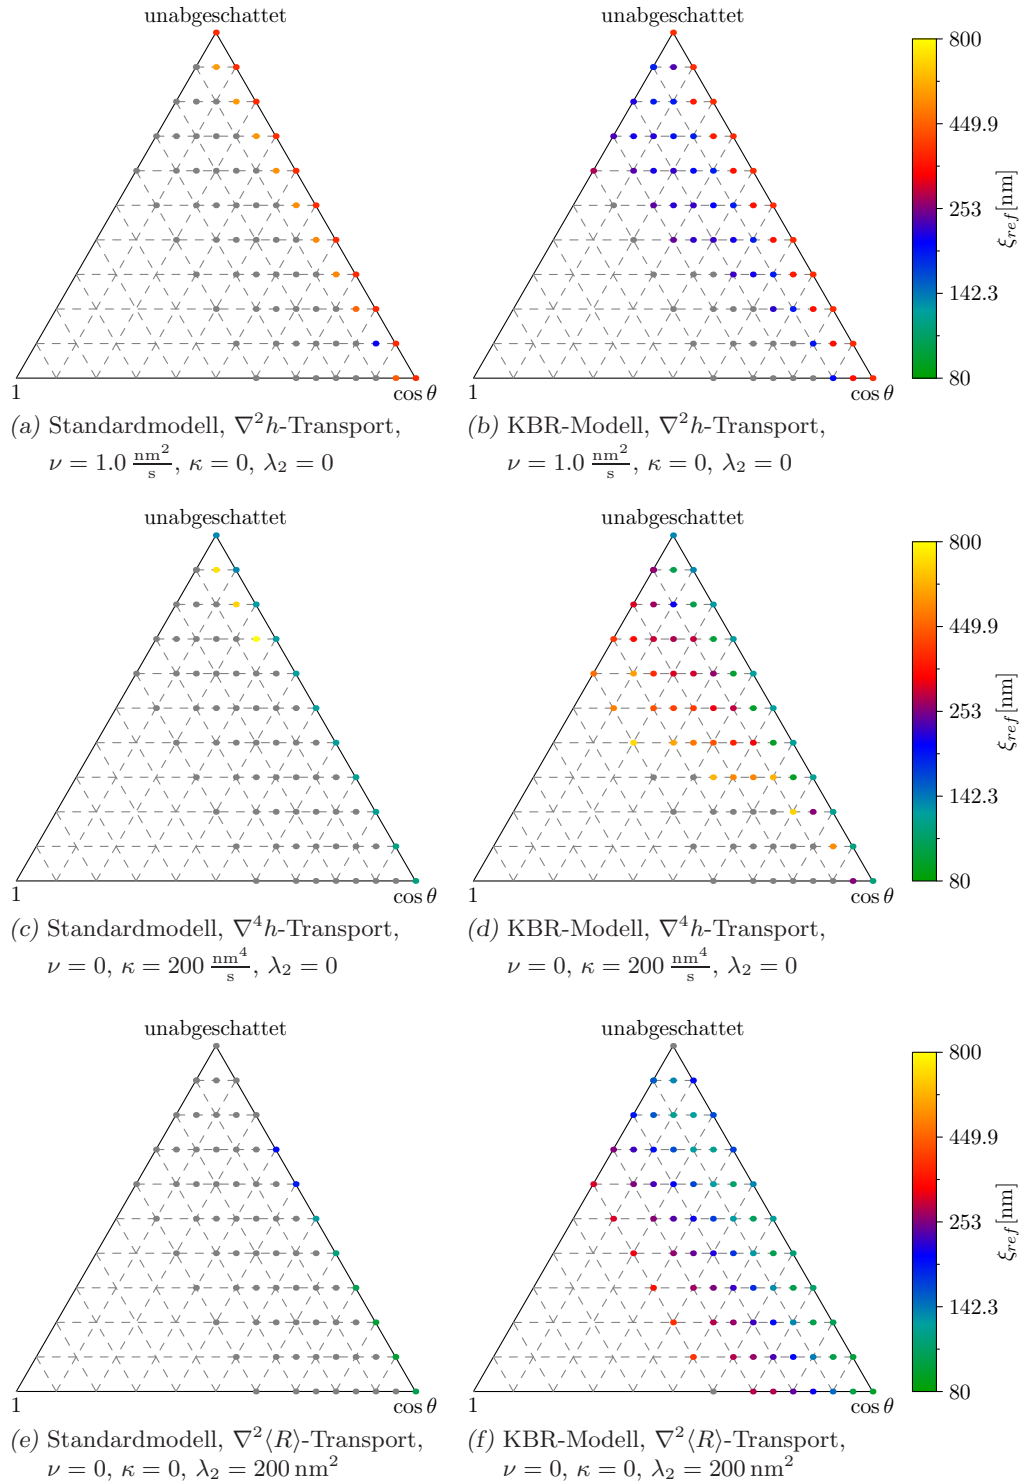 unabgeschattet unabgeschattet
800
449.9
253
142.3
80
ξref [nm]
1 cos θ 1 cos θ
(a) Standardmodell, ∇²h-Transport,
ν = 1.0 nm²/s, κ = 0, λ₂ = 0
(b) KBR-Modell, ∇²h-Transport,
ν = 1.0 nm²/s, κ = 0, λ₂ = 0
unabgeschattet unabgeschattet
800
449.9
253
142.3
80
ξref [nm]
1 cos θ 1 cos θ
(c) Standardmodell, ∇⁴h-Transport,
ν = 0, κ = 200 nm⁴/s, λ₂ = 0
(d) KBR-Modell, ∇⁴h-Transport,
ν = 0, κ = 200 nm⁴/s, λ₂ = 0
unabgeschattet unabgeschattet
800
449.9
253
142.3
80
ξref [nm]
1 cos θ 1 cos θ
(e) Standardmodell, ∇²⟨R⟩-Transport,
ν = 0, κ = 0, λ₂ = 200 nm²
(f) KBR-Modell, ∇²⟨R⟩-Transport,
ν = 0, κ = 0, λ₂ = 200 nm²